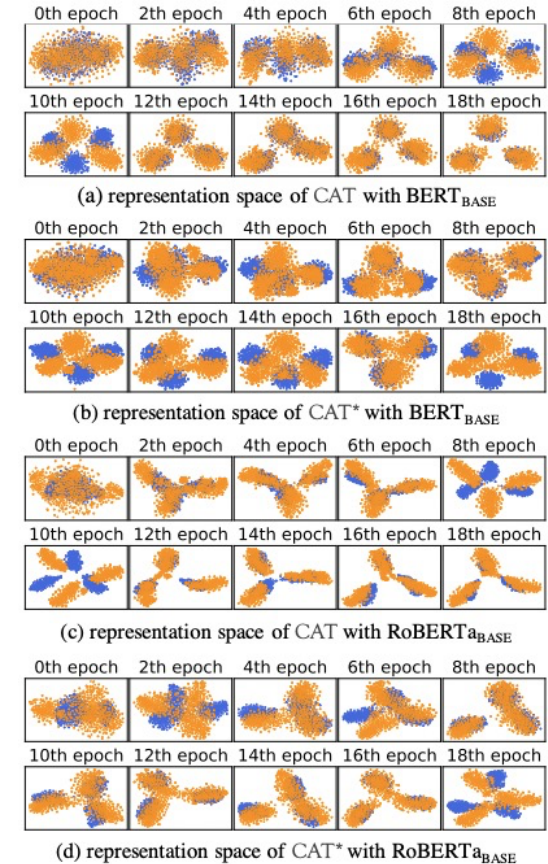 0th epoch 2th epoch 4th epoch 6th epoch 8th epoch
10th epoch 12th epoch 14th epoch 16th epoch 18th epoch
(a) representation space of CAT with BERT_BASE
0th epoch 2th epoch 4th epoch 6th epoch 8th epoch
10th epoch 12th epoch 14th epoch 16th epoch 18th epoch
(b) representation space of CAT* with BERT_BASE
0th epoch 2th epoch 4th epoch 6th epoch 8th epoch
10th epoch 12th epoch 14th epoch 16th epoch 18th epoch
(c) representation space of CAT with RoBERTa_BASE
0th epoch 2th epoch 4th epoch 6th epoch 8th epoch
10th epoch 12th epoch 14th epoch 16th epoch 18th epoch
(d) representation space of CAT* with RoBERTa_BASE